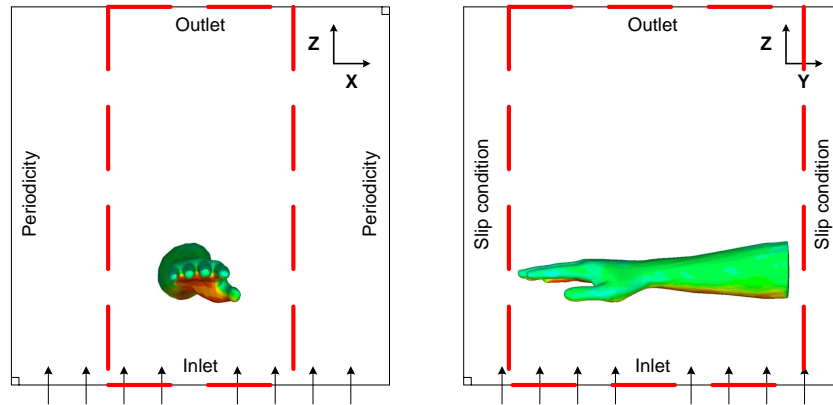 Outlet
Z
X
Periodicity
Periodicity
Inlet
Outlet
Z
Y
Slip condition
Slip condition
Inlet